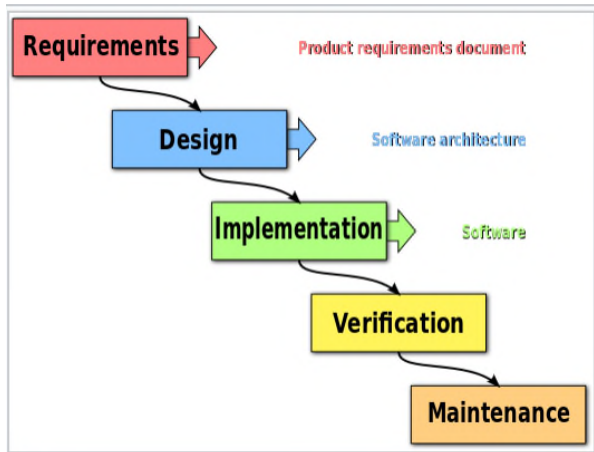 Requirements
Product requirements document
Design
Software architecture
Implementation
Software
Verification
Maintenance